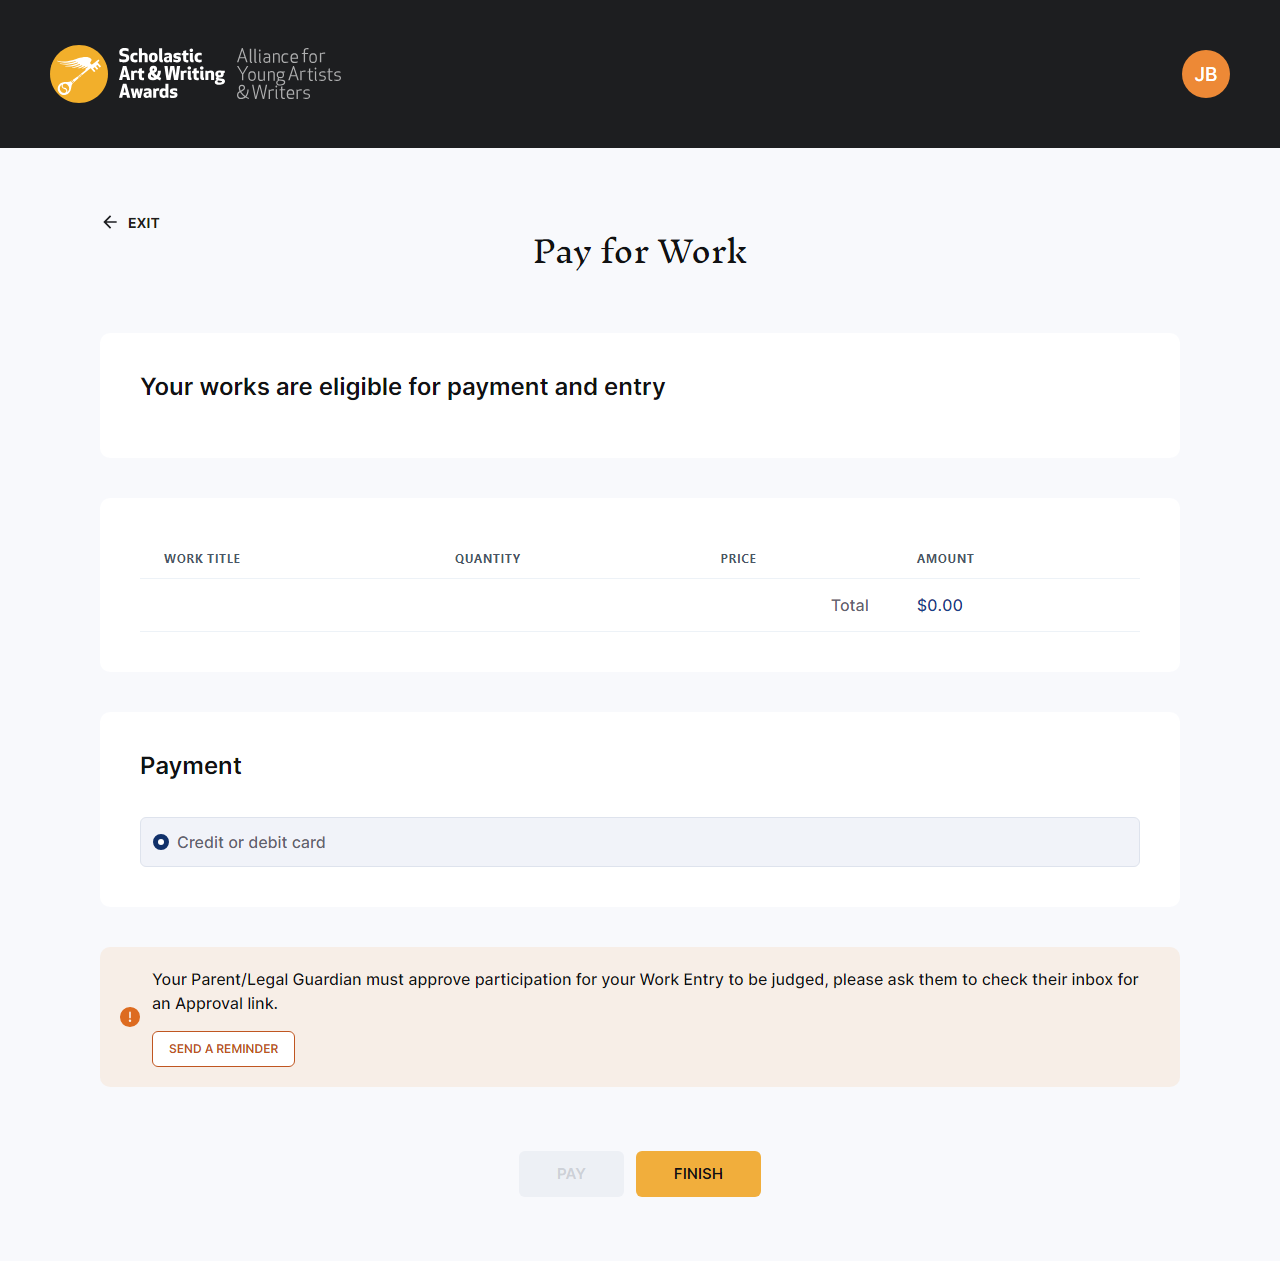 Scholastic
Art & Writing
Awards
Alliance for
Young Artists
& Writers
JB
EXIT
Pay for Work
Your works are eligible for payment and entry
WORK TITLE QUANTITY PRICE AMOUNT
Total $0.00
Payment
Credit or debit card
Your Parent/Legal Guardian must approve participation for your Work Entry to be judged, please ask them to check their inbox for
an Approval link.
SEND A REMINDER
PAY FINISH